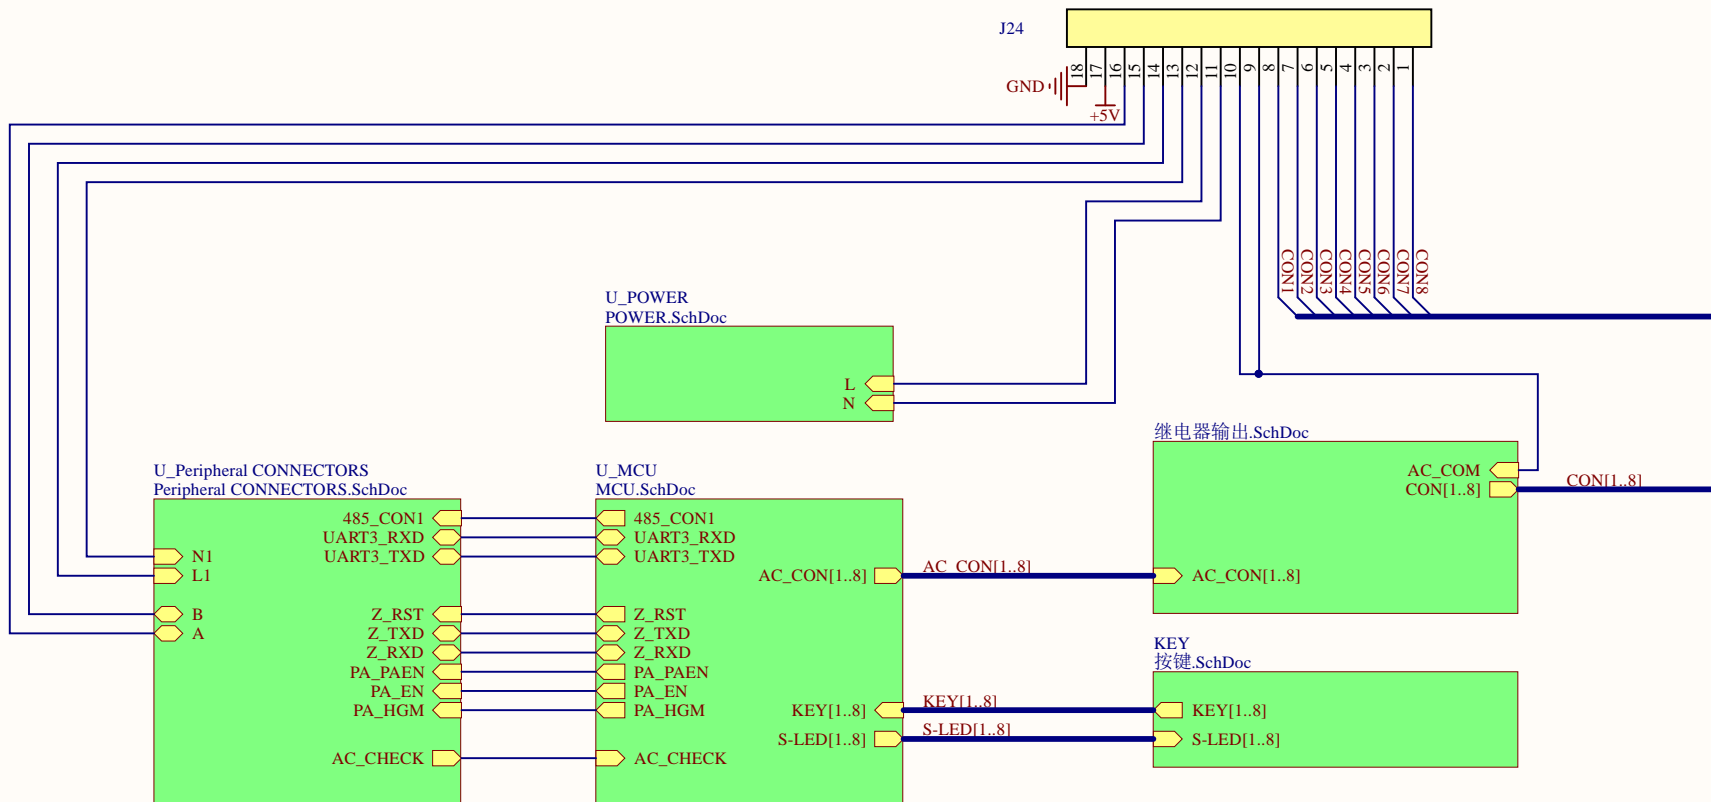 J24
18 17 16 15 14 13 12 11 10 9 8 7 6 5 4 3 2 1
GND
+5V
CON1 CON2 CON3 CON4 CON5 CON6 CON7 CON8
U_POWER
POWER.SchDoc
L
N
继电器输出.SchDoc
AC_COM
CON[1..8]
CON[1..8]
AC_CON[1..8]
U_Peripheral CONNECTORS
Peripheral CONNECTORS.SchDoc
485_CON1
UART3_RXD
UART3_TXD
N1
L1
B
A
Z_RST
Z_TXD
Z_RXD
PA_PAEN
PA_EN
PA_HGM
AC_CHECK
U_MCU
MCU.SchDoc
485_CON1
UART3_RXD
UART3_TXD
AC_CON[1..8]
AC_CON[1..8]
Z_RST
Z_TXD
Z_RXD
PA_PAEN
PA_EN
PA_HGM
KEY[1..8]
S-LED[1..8]
AC_CHECK
KEY[1..8]
S-LED[1..8]
KEY
按键.SchDoc
KEY[1..8]
S-LED[1..8]